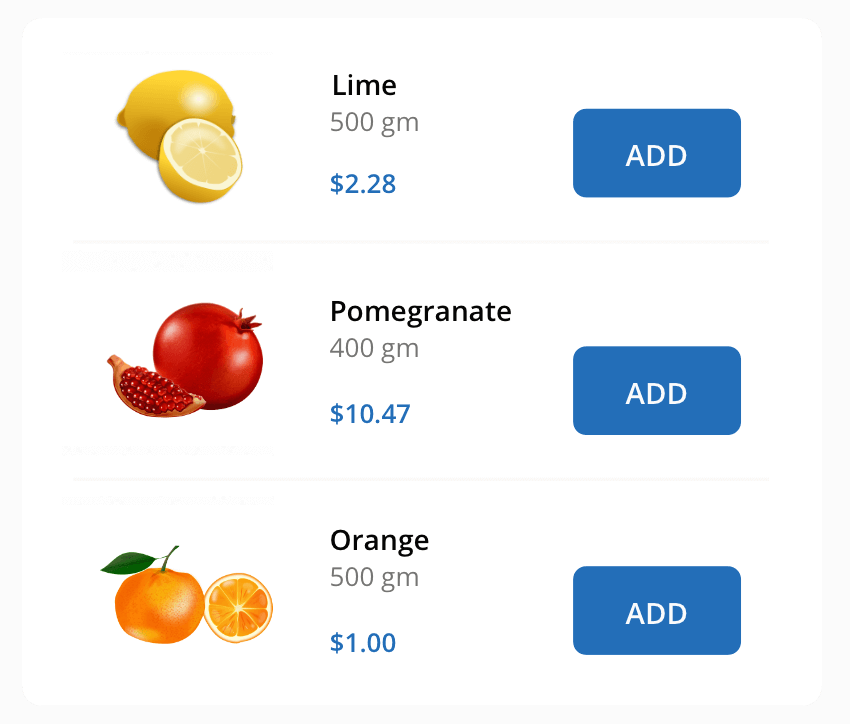 Lime
500 gm
$2.28
ADD
Pomegranate
400 gm
$10.47
ADD
Orange
500 gm
$1.00
ADD